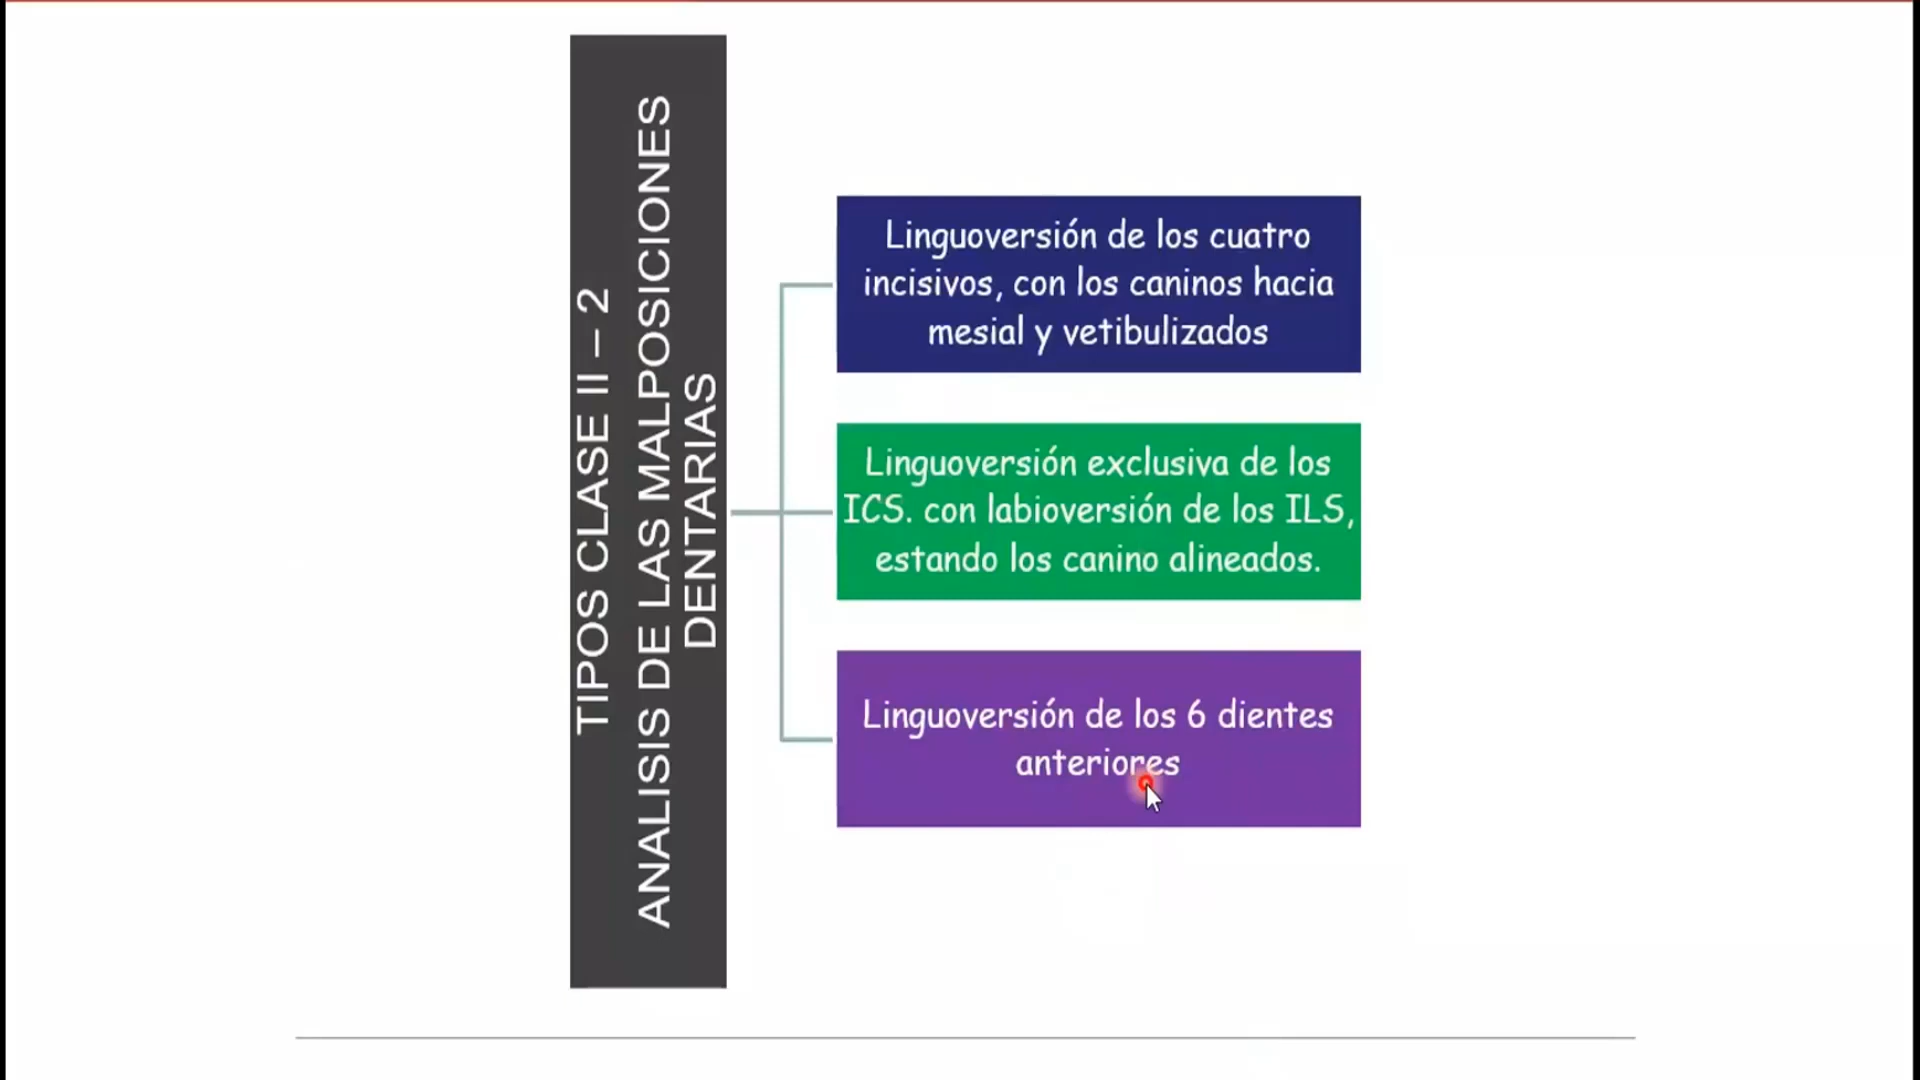 TIPOS CLASE II – 2
ANALISIS DE LAS MALPOSICIONES
DENTARIAS
Linguoversión de los cuatro
incisivos, con los caninos hacia
mesial y vetibulizados
Linguoversión exclusiva de los
ICS. con labioversión de los ILS,
estando los canino alineados.
Linguoversión de los 6 dientes
anteriores